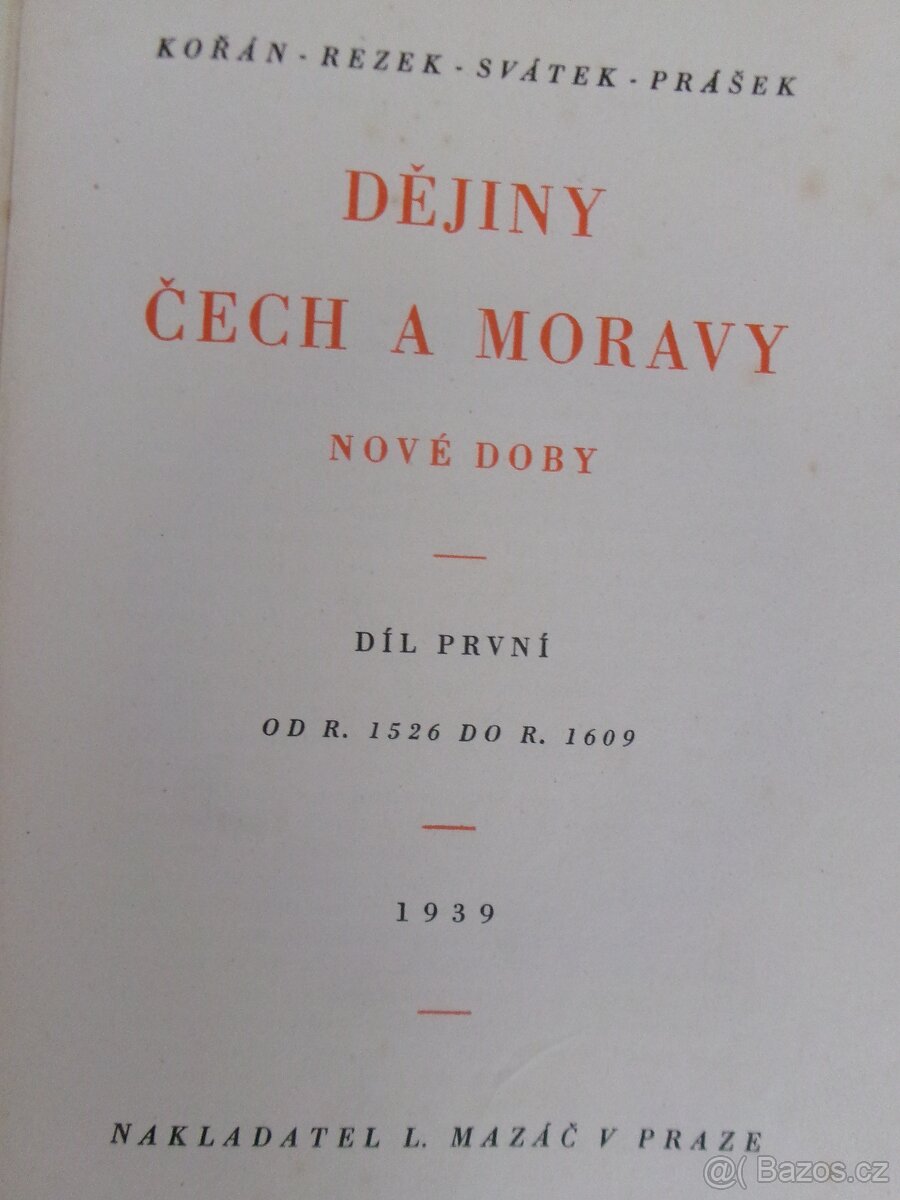 KOŘÁN - REZEK - SVÁTEK - PRÁŠEK
DĚJINY
ČECH A MORAVY
NOVÉ DOBY
DÍL PRVNÍ
OD R. 1526 DO R. 1609
1939
NAKLADATEL L. MAZÁČ V PRAZE
@( Bazos.cz